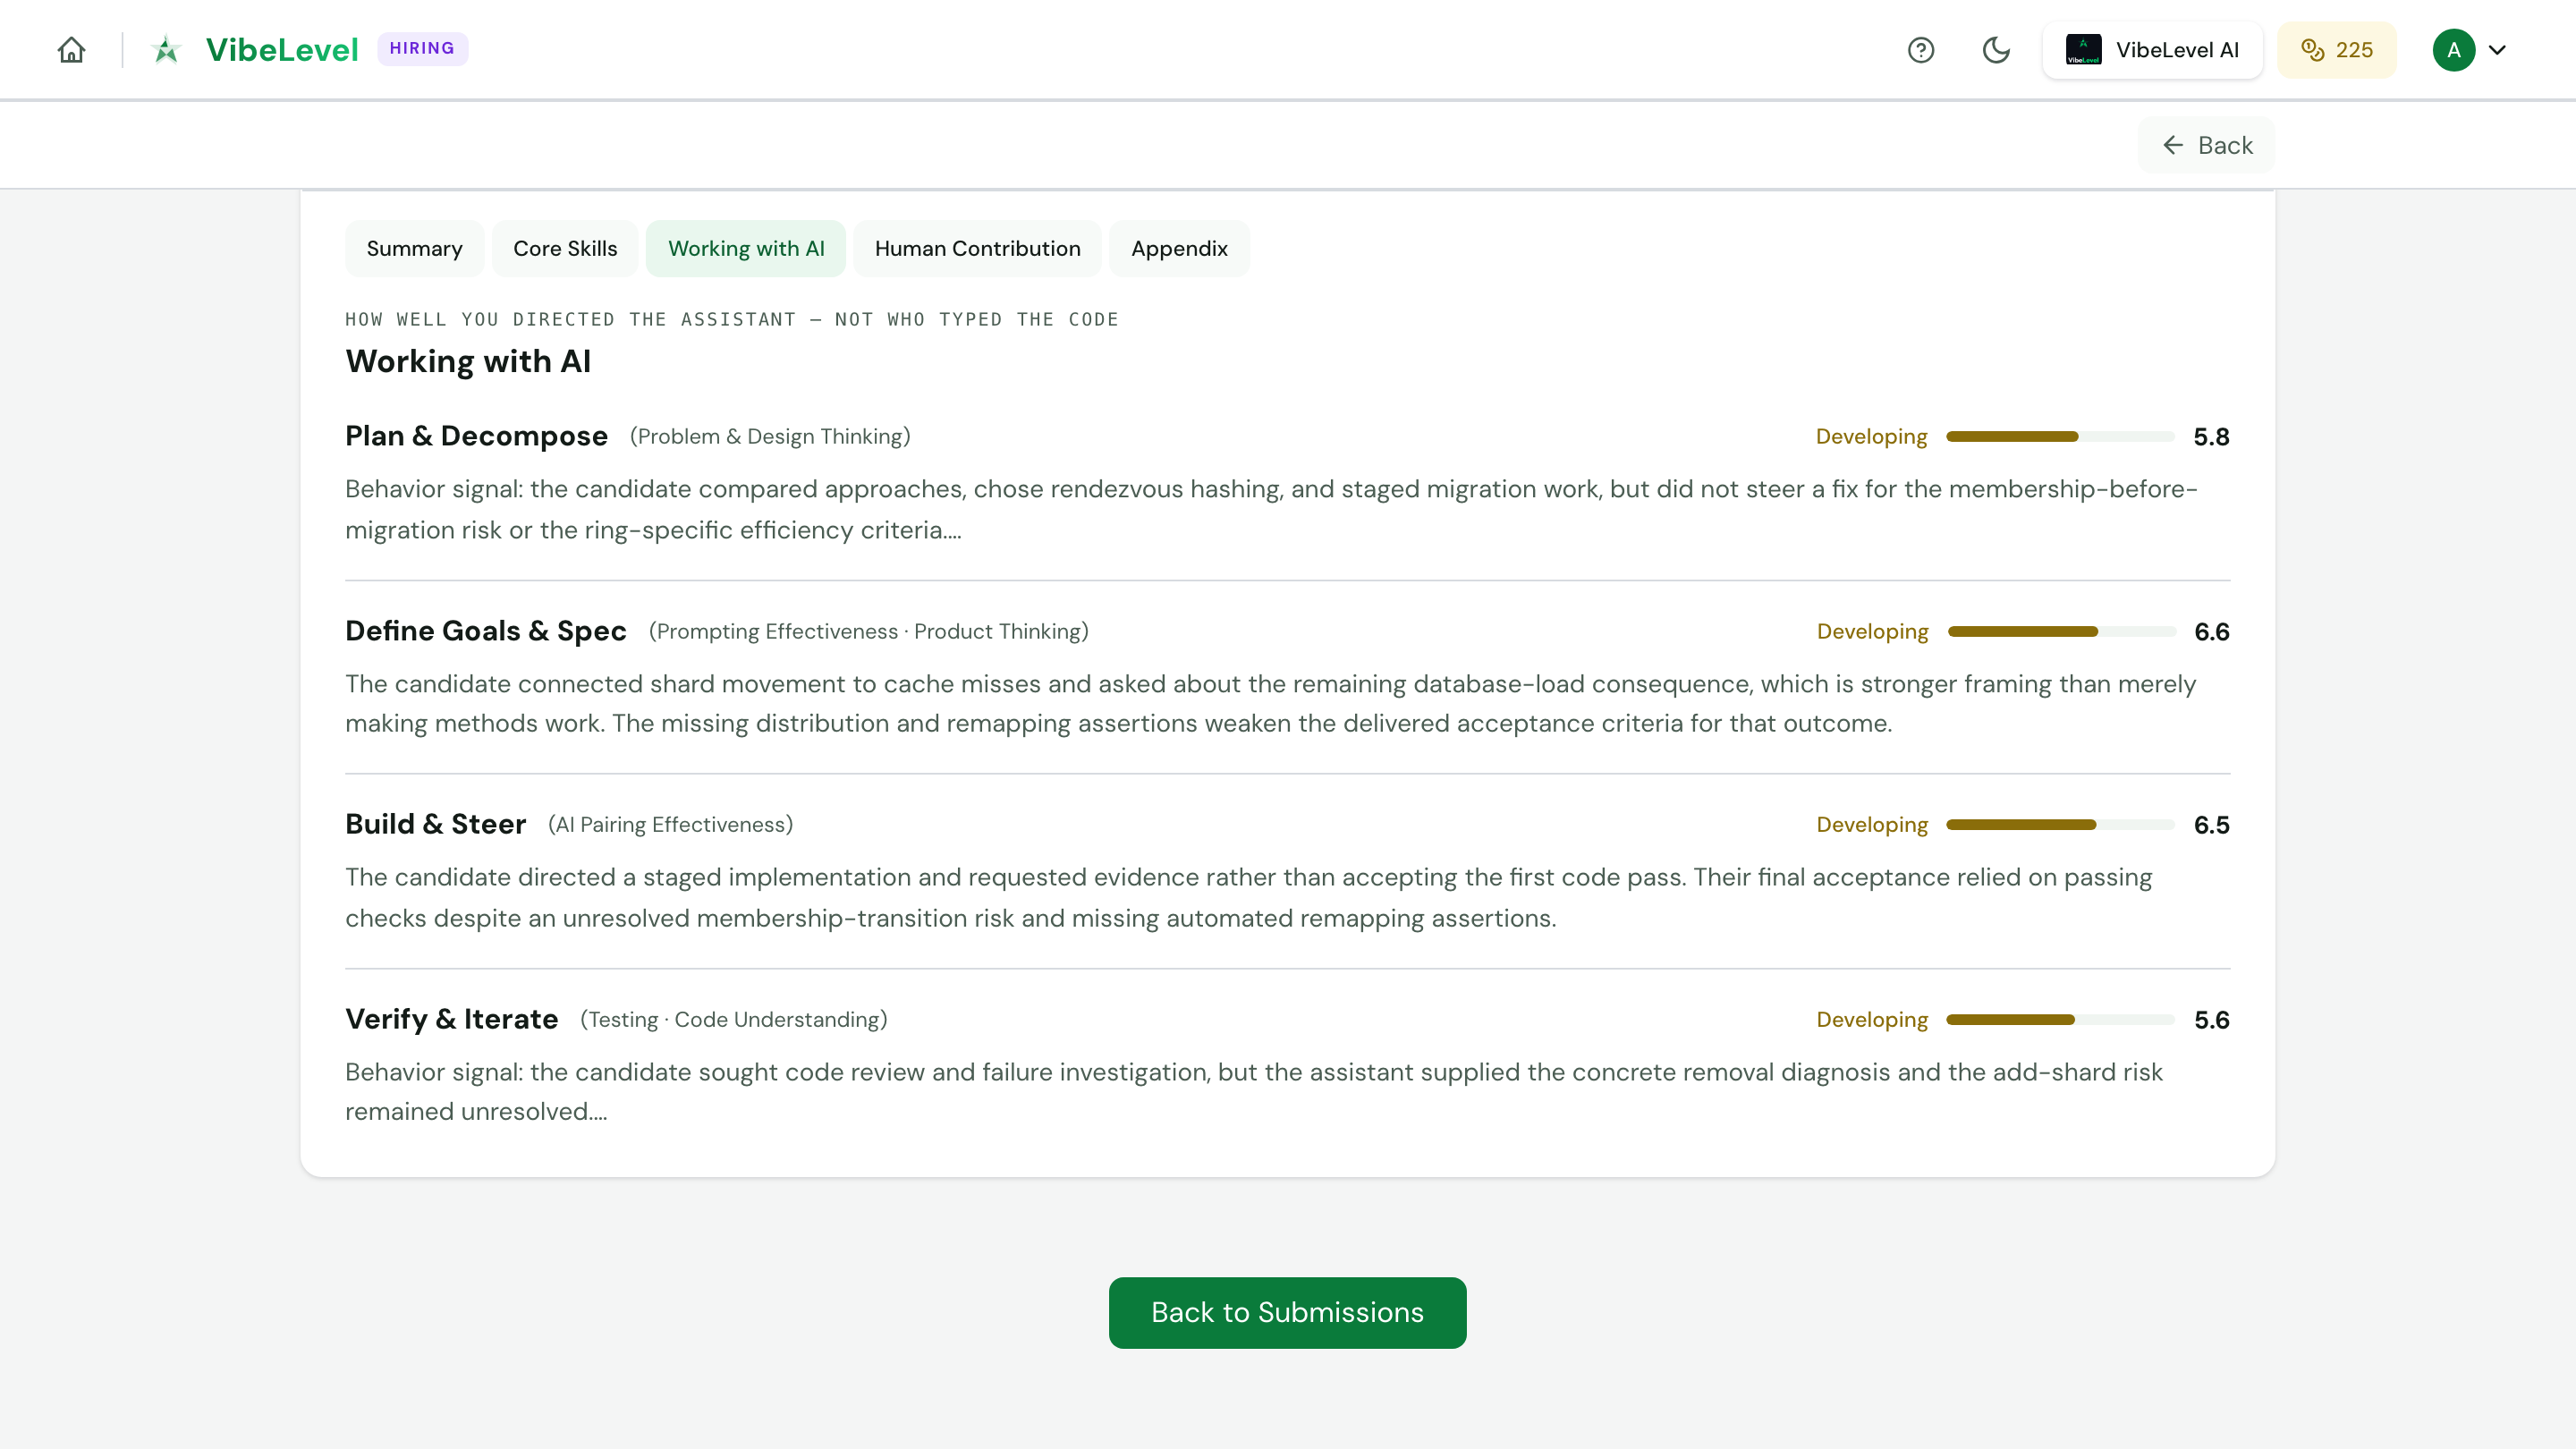 VibeLevel HIRING
VibeLevel
VibeLevel AI
225
A
Back
Summary
Core Skills
Working with AI
Human Contribution
Appendix
HOW WELL YOU DIRECTED THE ASSISTANT — NOT WHO TYPED THE CODE
Working with AI
Plan & Decompose (Problem & Design Thinking) Developing 5.8
Behavior signal: the candidate compared approaches, chose rendezvous hashing, and staged migration work, but did not steer a fix for the membership-before-
migration risk or the ring-specific efficiency criteria....
Define Goals & Spec (Prompting Effectiveness · Product Thinking) Developing 6.6
The candidate connected shard movement to cache misses and asked about the remaining database-load consequence, which is stronger framing than merely
making methods work. The missing distribution and remapping assertions weaken the delivered acceptance criteria for that outcome.
Build & Steer (AI Pairing Effectiveness) Developing 6.5
The candidate directed a staged implementation and requested evidence rather than accepting the first code pass. Their final acceptance relied on passing
checks despite an unresolved membership-transition risk and missing automated remapping assertions.
Verify & Iterate (Testing · Code Understanding) Developing 5.6
Behavior signal: the candidate sought code review and failure investigation, but the assistant supplied the concrete removal diagnosis and the add-shard risk
remained unresolved....
Back to Submissions